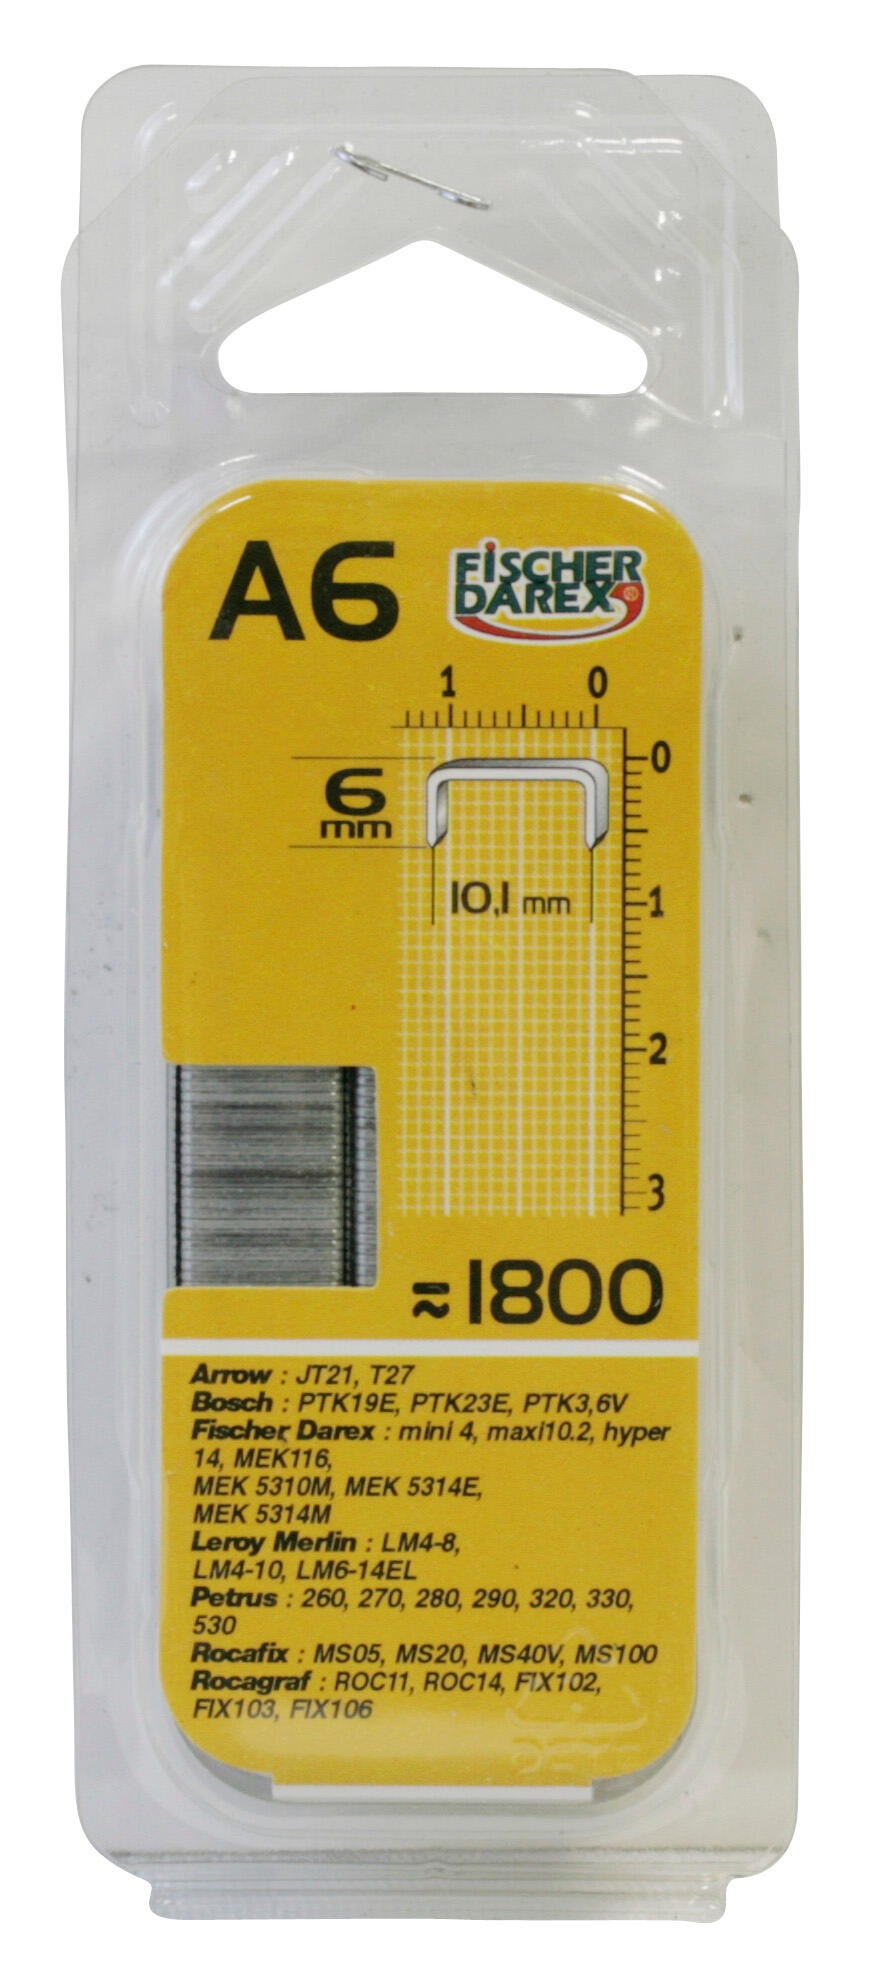 A6
FiSCHER
DAREX
1 0
0
6
mm
10,1 mm
1
2
3
≈1800
Arrow : JT21, T27
Bosch : PTK19E, PTK23E, PTK3,6V
Fischer Darex : mini 4, maxi10.2, hyper
14, MEK116,
MEK 5310M, MEK 5314E,
MEK 5314M
Leroy Merlin : LM4-8,
LM4-10, LM6-14EL
Petrus : 260, 270, 280, 290, 320, 330,
530
Rocafix : MS05, MS20, MS40V, MS100
Rocagraf : ROC11, ROC14, FIX102,
FIX103, FIX106